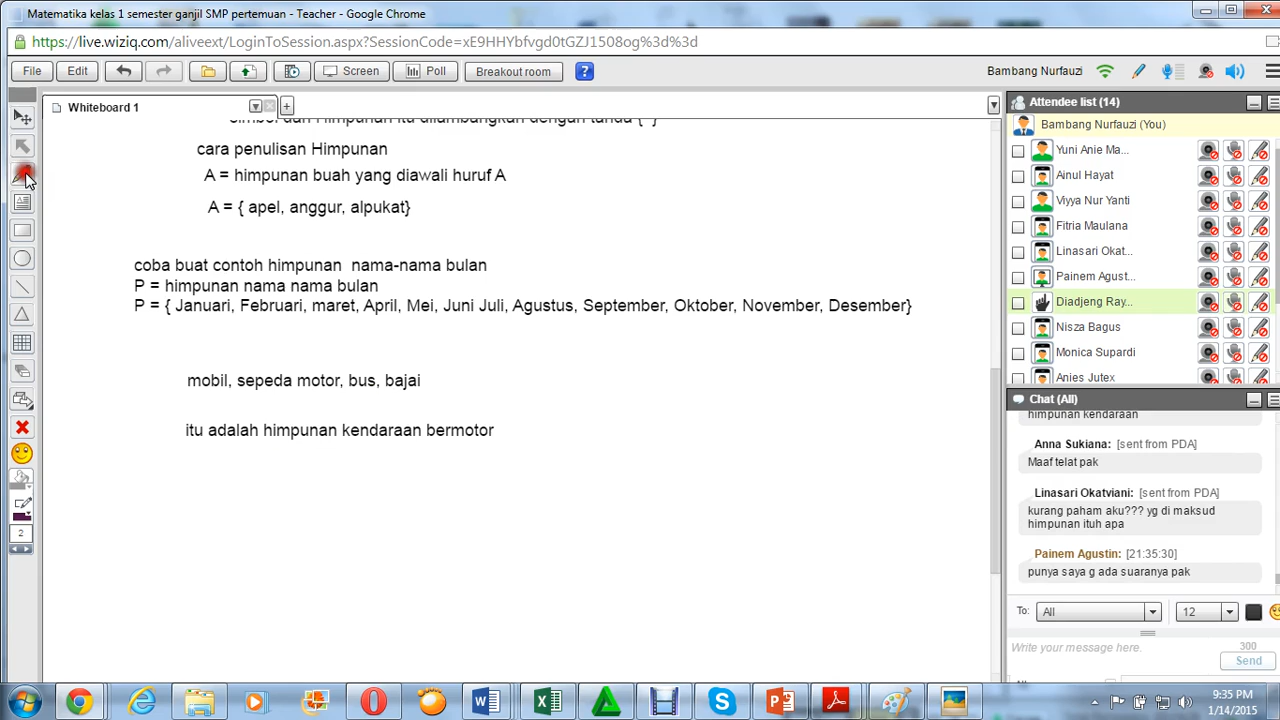 Matematika kelas 1 semester ganjil SMP pertemuan - Teacher - Google Chrome
https://live.wiziq.com/aliveext/LoginToSession.aspx?SessionCode=xE9HHYbfvgd0tGZJ1508og%3d%3d
File Edit Screen Poll Breakout room ? Bambang Nurfauzi
Whiteboard 1 +
simbol dari Himpunan itu dilambangkan dengan tanda { }
cara penulisan Himpunan
A = himpunan buah yang diawali huruf A
A = { apel, anggur, alpukat}
coba buat contoh himpunan nama-nama bulan
P = himpunan nama nama bulan
P = { Januari, Februari, maret, April, Mei, Juni Juli, Agustus, September, Oktober, November, Desember}
mobil, sepeda motor, bus, bajai
itu adalah himpunan kendaraan bermotor
2
Attendee list (14)
Bambang Nurfauzi (You)
Yuni Anie Ma...
Ainul Hayat
Viyya Nur Yanti
Fitria Maulana
Linasari Okat...
Painem Agust...
Diadjeng Ray...
Nisza Bagus
Monica Supardi
Anies Jutex
Chat (All)
himpunan kendaraan
Anna Sukiana: [sent from PDA]
Maaf telat pak
Linasari Okatviani: [sent from PDA]
kurang paham aku??? yg di maksud
himpunan ituh apa
Painem Agustin: [21:35:30]
punya saya g ada suaranya pak
To: All 12
Write your message here. 300
Send
9:35 PM
1/14/2015